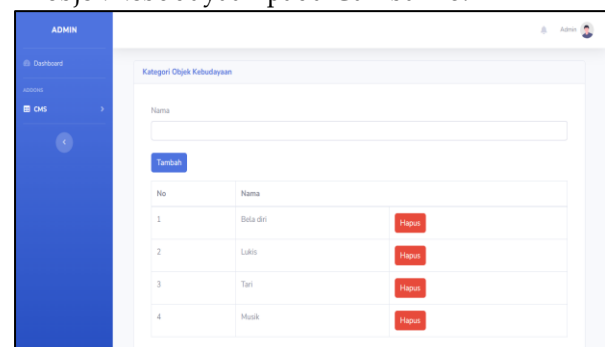 ADMIN
Admin
Dashboard
ADDONS
CMS
Kategori Objek Kebudayaan
Nama
Tambah
No Nama
1 Bela diri Hapus
2 Lukis Hapus
3 Tari Hapus
4 Musik Hapus